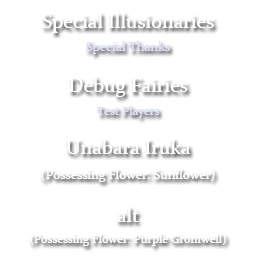 Special Illusionaries
Special Thanks
Debug Fairies
Test Players
Unabara Iruka
(Possessing Flower: Sunflower)
alt
(Possessing Flower: Purple Gromwell)